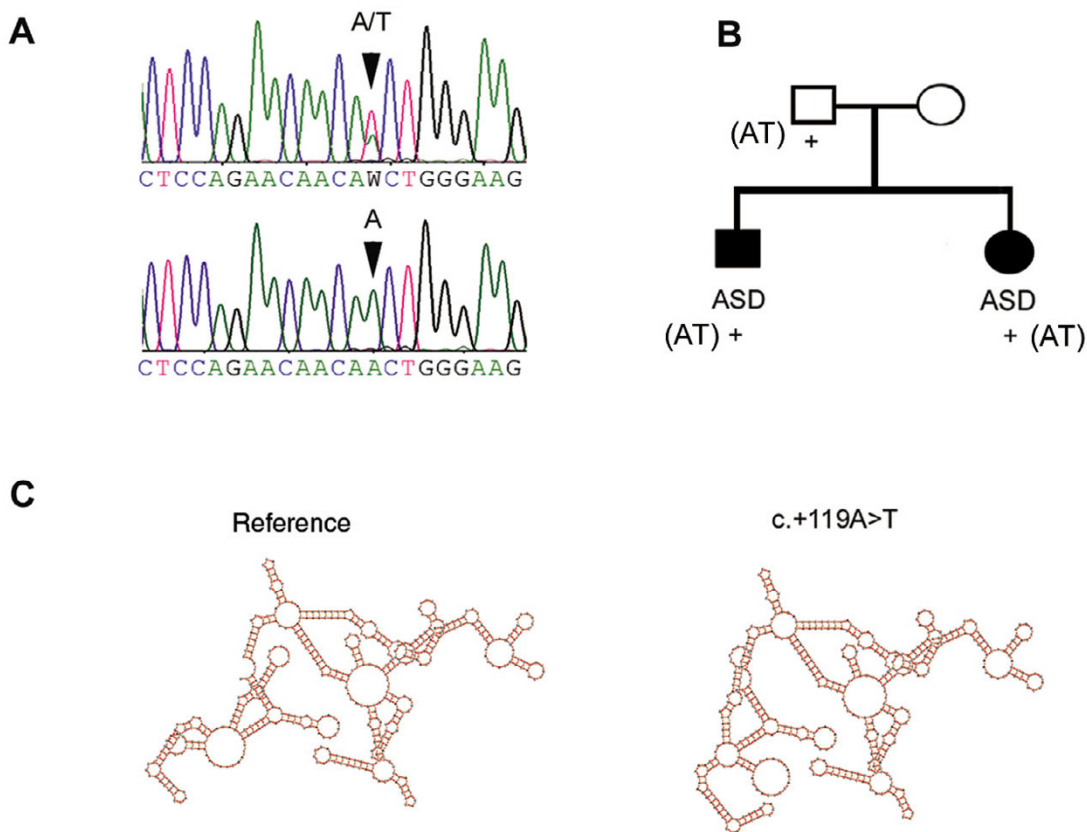 A
A/T
CTCCAGAACAACAWCTGGGAAG
A
CTCCAGAACAACAACTGGGAAG
B
(AT) +
ASD
(AT) +
ASD
+ (AT)
C
Reference
c.+119A>T